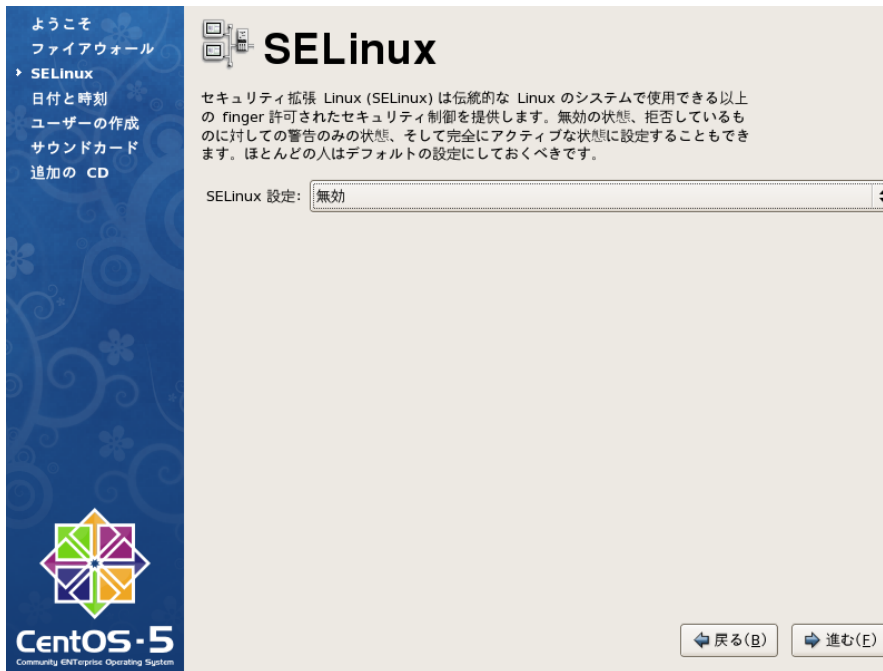 ようこそ
ファイアウォール
SELinux
日付と時刻
ユーザーの作成
サウンドカード
追加の CD
SELinux
セキュリティ拡張 Linux (SELinux) は伝統的な Linux のシステムで使用できる以上
の finger 許可されたセキュリティ制御を提供します。無効の状態、拒否しているも
のに対しての警告のみの状態、そして完全にアクティブな状態に設定することもでき
ます。ほとんどの人はデフォルトの設定にしておくべきです。
SELinux 設定: 無効
CentOS-5
Community ENTerprise Operating System
戻る(B) 進む(F)